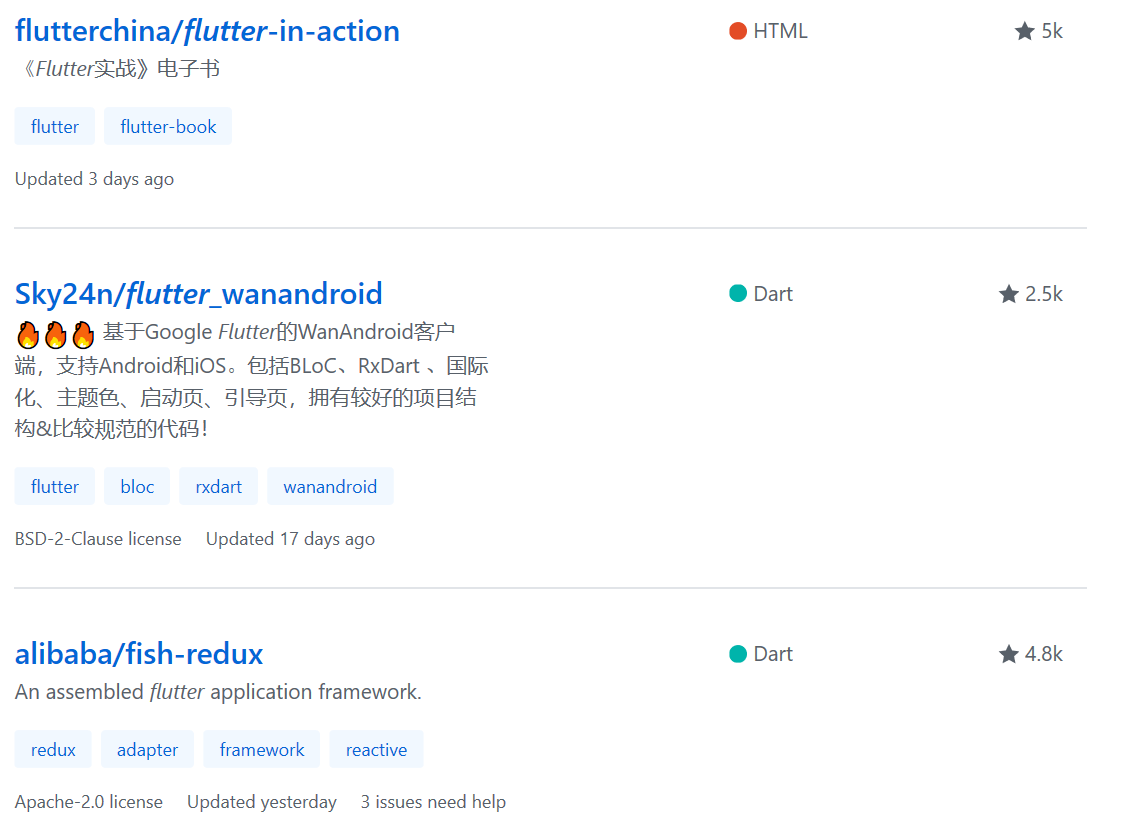 flutterchina/flutter-in-action HTML 5k
《Flutter实战》电子书
flutter flutter-book
Updated 3 days ago
Sky24n/flutter_wanandroid Dart 2.5k
基于Google Flutter的WanAndroid客户
端，支持Android和iOS。包括BLoC、RxDart 、国际
化、主题色、启动页、引导页，拥有较好的项目结
构&比较规范的代码！
flutter bloc rxdart wanandroid
BSD-2-Clause license Updated 17 days ago
alibaba/fish-redux Dart 4.8k
An assembled flutter application framework.
redux adapter framework reactive
Apache-2.0 license Updated yesterday 3 issues need help